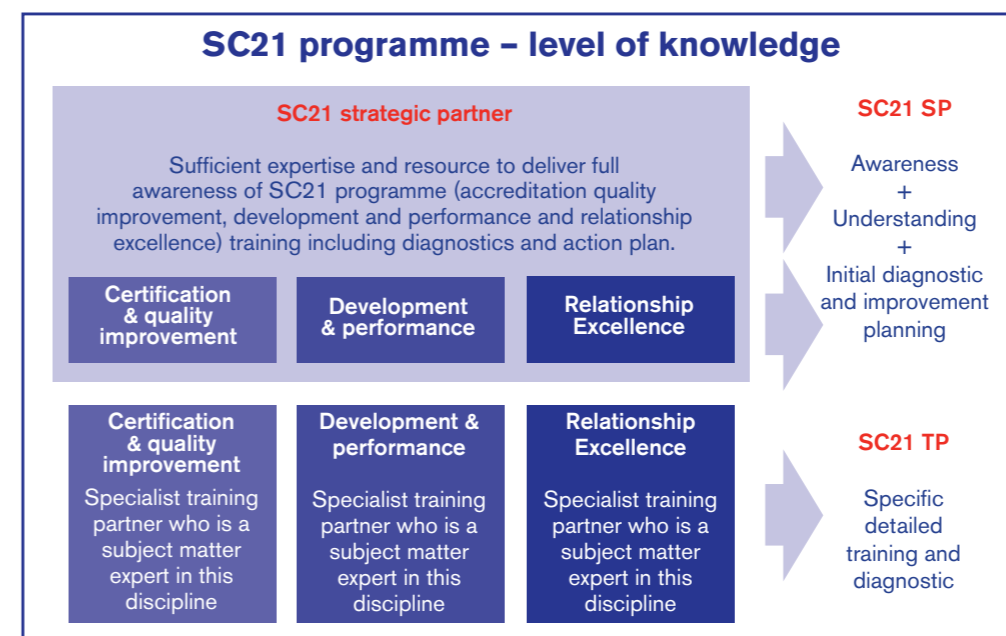 SC21 programme – level of knowledge
SC21 strategic partner
Sufficient expertise and resource to deliver full
awareness of SC21 programme (accreditation quality
improvement, development and performance and relationship
excellence) training including diagnostics and action plan.
Certification
& quality
improvement
Development
& performance
Relationship
Excellence
SC21 SP
Awareness
+
Understanding
+
Initial diagnostic
and improvement
planning
Certification
& quality
improvement
Specialist training
partner who is a
subject matter
expert in this
discipline
Development &
performance
Specialist training
partner who is a
subject matter
expert in this
discipline
Relationship
Excellence
Specialist training
partner who is a
subject matter
expert in this
discipline
SC21 TP
Specific
detailed
training and
diagnostic